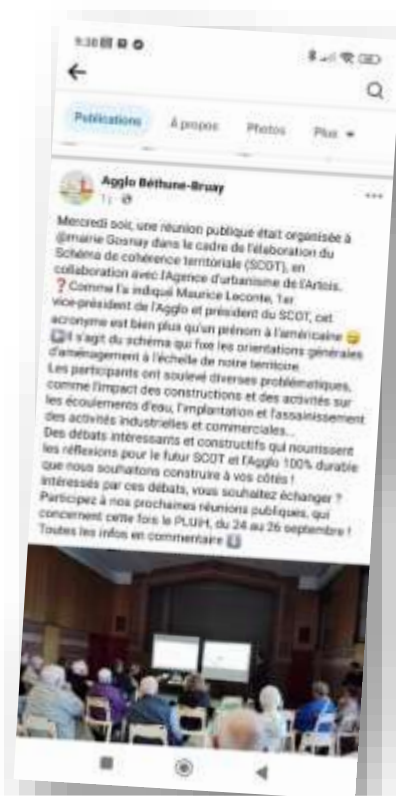 9:38
Publications À propos Photos Plus
Agglo Béthune-Bruay
1 j
Mercredi soir, une réunion publique était organisée à
@mairie Gosnay dans le cadre de l'élaboration du
Schéma de cohérence territoriale (SCOT), en
collaboration avec l'Agence d'urbanisme de l'Artois.
❓Comme l'a indiqué Maurice Leconte, 1er
vice-président de l'Agglo et président du SCOT, cet
acronyme est bien plus qu'un prénom à l'américaine 😄
➡️Il s'agit du schéma qui fixe les orientations générales
d'aménagement à l'échelle de notre territoire.
Les participants ont soulevé diverses problématiques,
comme l'impact des constructions et des activités sur
les écoulements d'eau, l'implantation et l'assainissement
des activités industrielles et commerciales...
Des débats intéressants et constructifs qui nourrissent
les réflexions pour le futur SCOT et l'Agglo 100% durable
que nous souhaitons construire à vos côtés !
Intéressés par ces débats, vous souhaitez échanger ?
Participez à nos prochaines réunions publiques, qui
concernent cette fois le PLUiH, du 24 au 26 septembre !
Toutes les infos en commentaire ⬇️